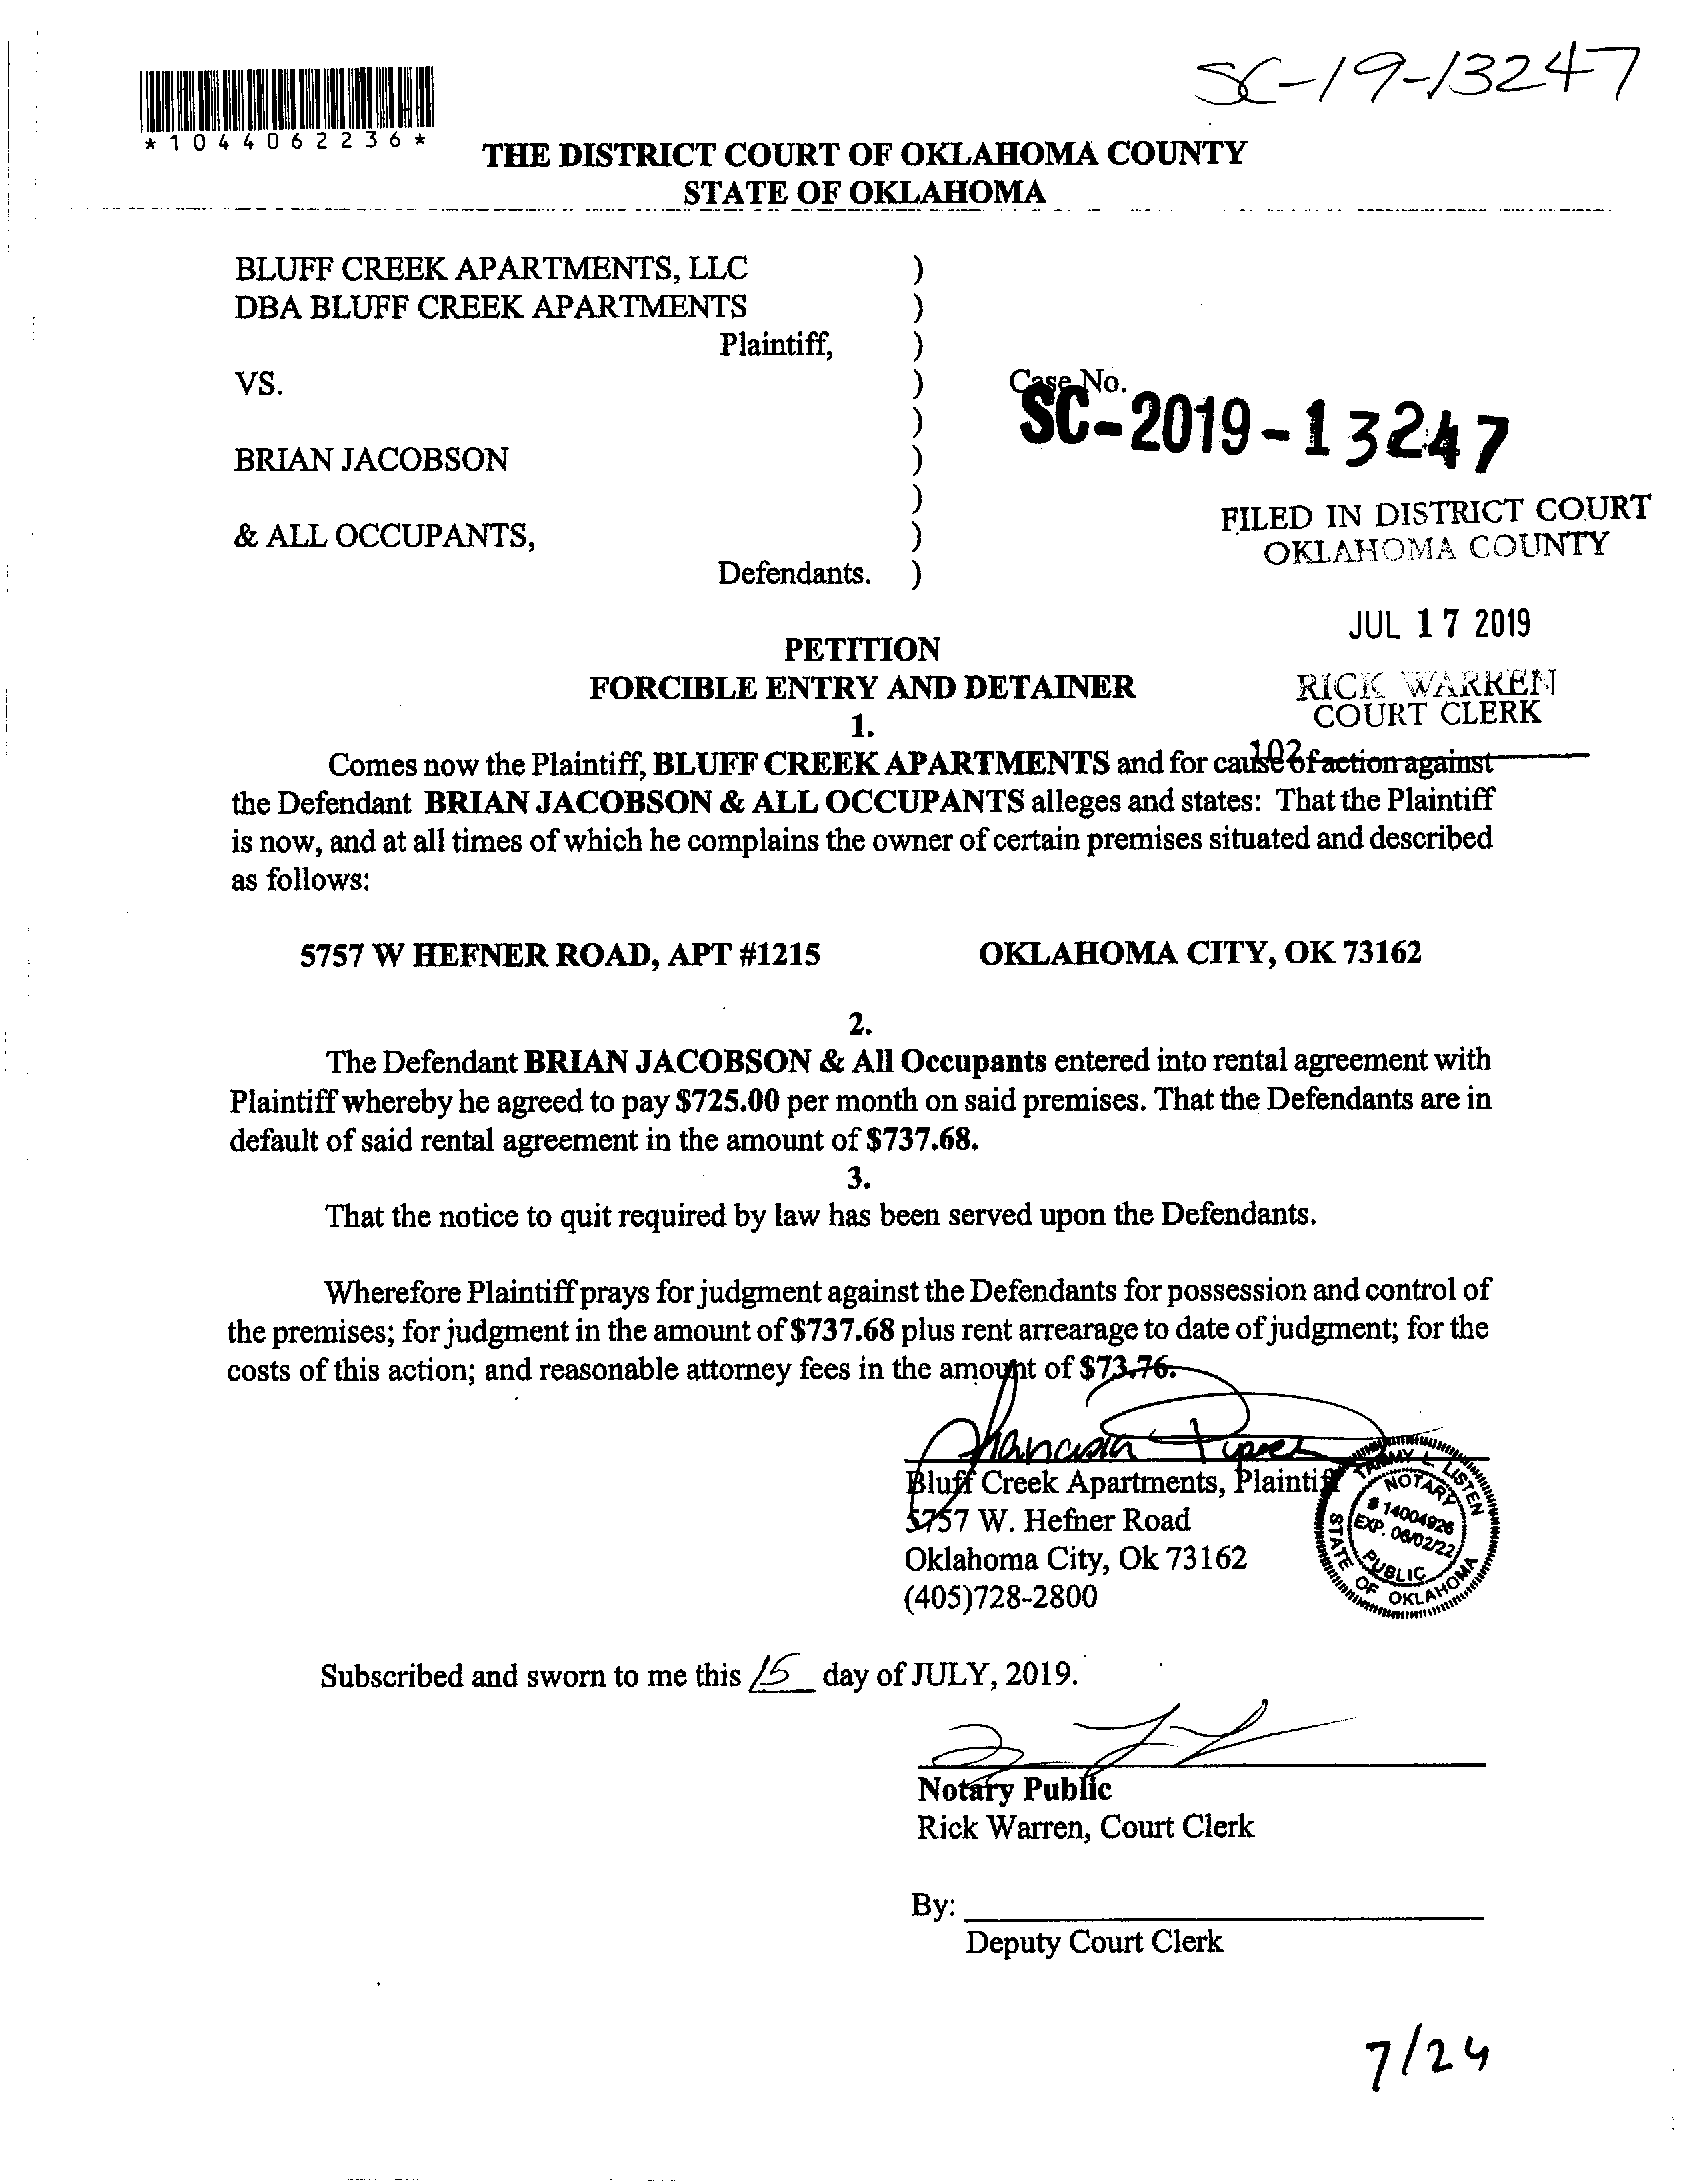 SC-19-13247
*1044062236*
THE DISTRICT COURT OF OKLAHOMA COUNTY
STATE OF OKLAHOMA
BLUFF CREEK APARTMENTS, LLC )
DBA BLUFF CREEK APARTMENTS )
Plaintiff, )
VS. ) Case No.
) SC-2019-13247
BRIAN JACOBSON )
)
& ALL OCCUPANTS, )
Defendants. )
FILED IN DISTRICT COURT
OKLAHOMA COUNTY
JUL 17 2019
RICK WARREN
COURT CLERK
102
PETITION
FORCIBLE ENTRY AND DETAINER
1.
Comes now the Plaintiff, BLUFF CREEK APARTMENTS and for cause of action against
the Defendant BRIAN JACOBSON & ALL OCCUPANTS alleges and states: That the Plaintiff
is now, and at all times of which he complains the owner of certain premises situated and described
as follows:
5757 W HEFNER ROAD, APT #1215 OKLAHOMA CITY, OK 73162
2.
The Defendant BRIAN JACOBSON & All Occupants entered into rental agreement with
Plaintiff whereby he agreed to pay $725.00 per month on said premises. That the Defendants are in
default of said rental agreement in the amount of $737.68.
3.
That the notice to quit required by law has been served upon the Defendants.
Wherefore Plaintiff prays for judgment against the Defendants for possession and control of
the premises; for judgment in the amount of $737.68 plus rent arrearage to date of judgment; for the
costs of this action; and reasonable attorney fees in the amount of $73.76.
Bluff Creek Apartments, Plaintiff
5757 W. Hefner Road
Oklahoma City, Ok 73162
(405)728-2800
TAMMY L. LISTEN
NOTARY
# 14004926
EXP. 06/02/22
PUBLIC
STATE OF OKLAHOMA
Subscribed and sworn to me this 15 day of JULY, 2019.
Notary Public
Rick Warren, Court Clerk
By:
Deputy Court Clerk
7/24